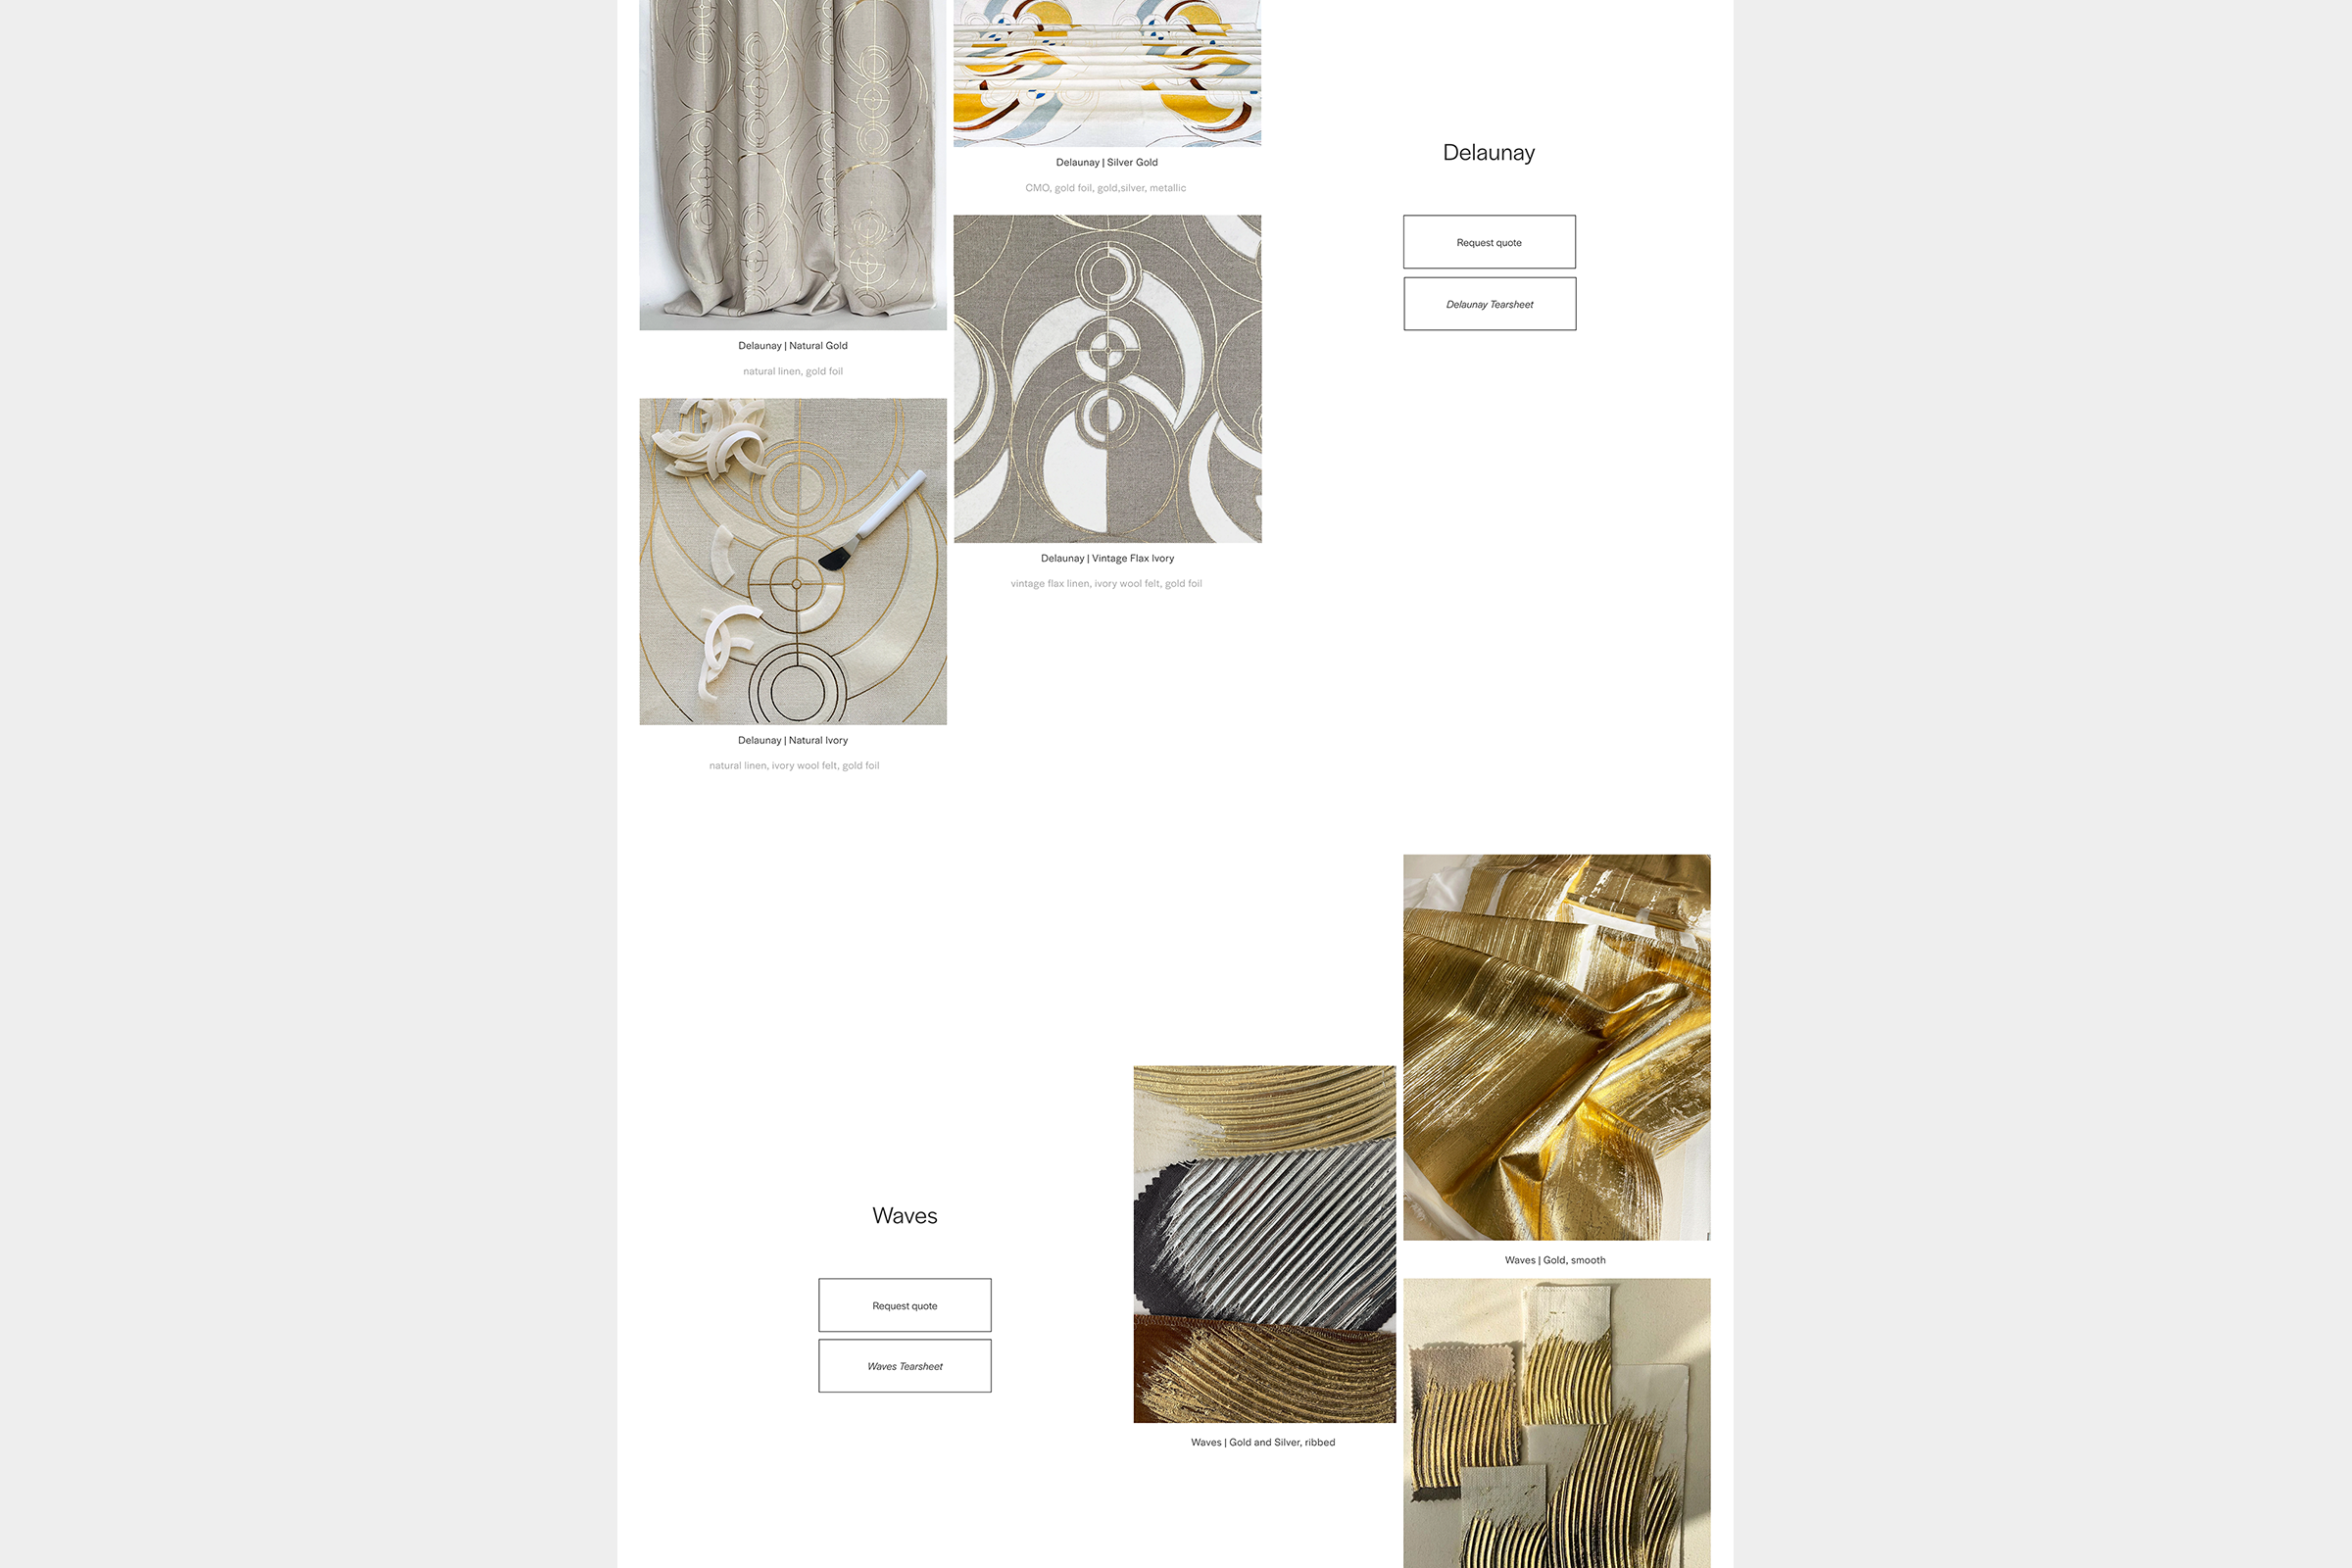 Delaunay | Silver Gold
CMO, gold foil, gold,silver, metallic
Delaunay
Request quote
Delaunay Tearsheet
Delaunay | Natural Gold
natural linen, gold foil
Delaunay | Vintage Flax Ivory
vintage flax linen, ivory wool felt, gold foil
Delaunay | Natural Ivory
natural linen, ivory wool felt, gold foil
Waves
Request quote
Waves Tearsheet
Waves | Gold, smooth
Waves | Gold and Silver, ribbed